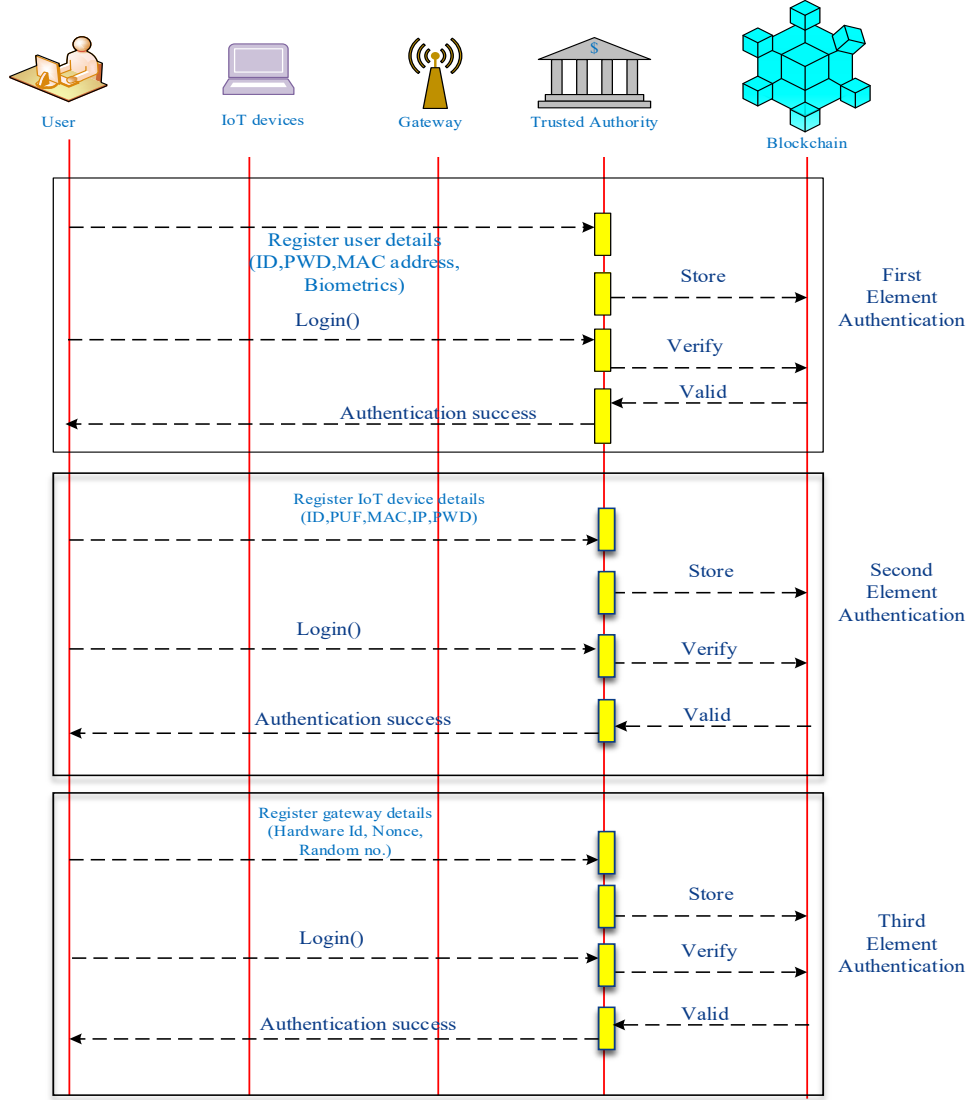 $
User
IoT devices
Gateway
Trusted Authority
Blockchain
Register user details
(ID,PWD,MAC address,
Biometrics)
Store
First
Element
Authentication
Login()
Verify
Valid
Authentication success
Register IoT device details
(ID,PUF,MAC,IP,PWD)
Store
Second
Element
Authentication
Login()
Verify
Valid
Authentication success
Register gateway details
(Hardware Id, Nonce,
Random no.)
Store
Third
Element
Authentication
Login()
Verify
Valid
Authentication success